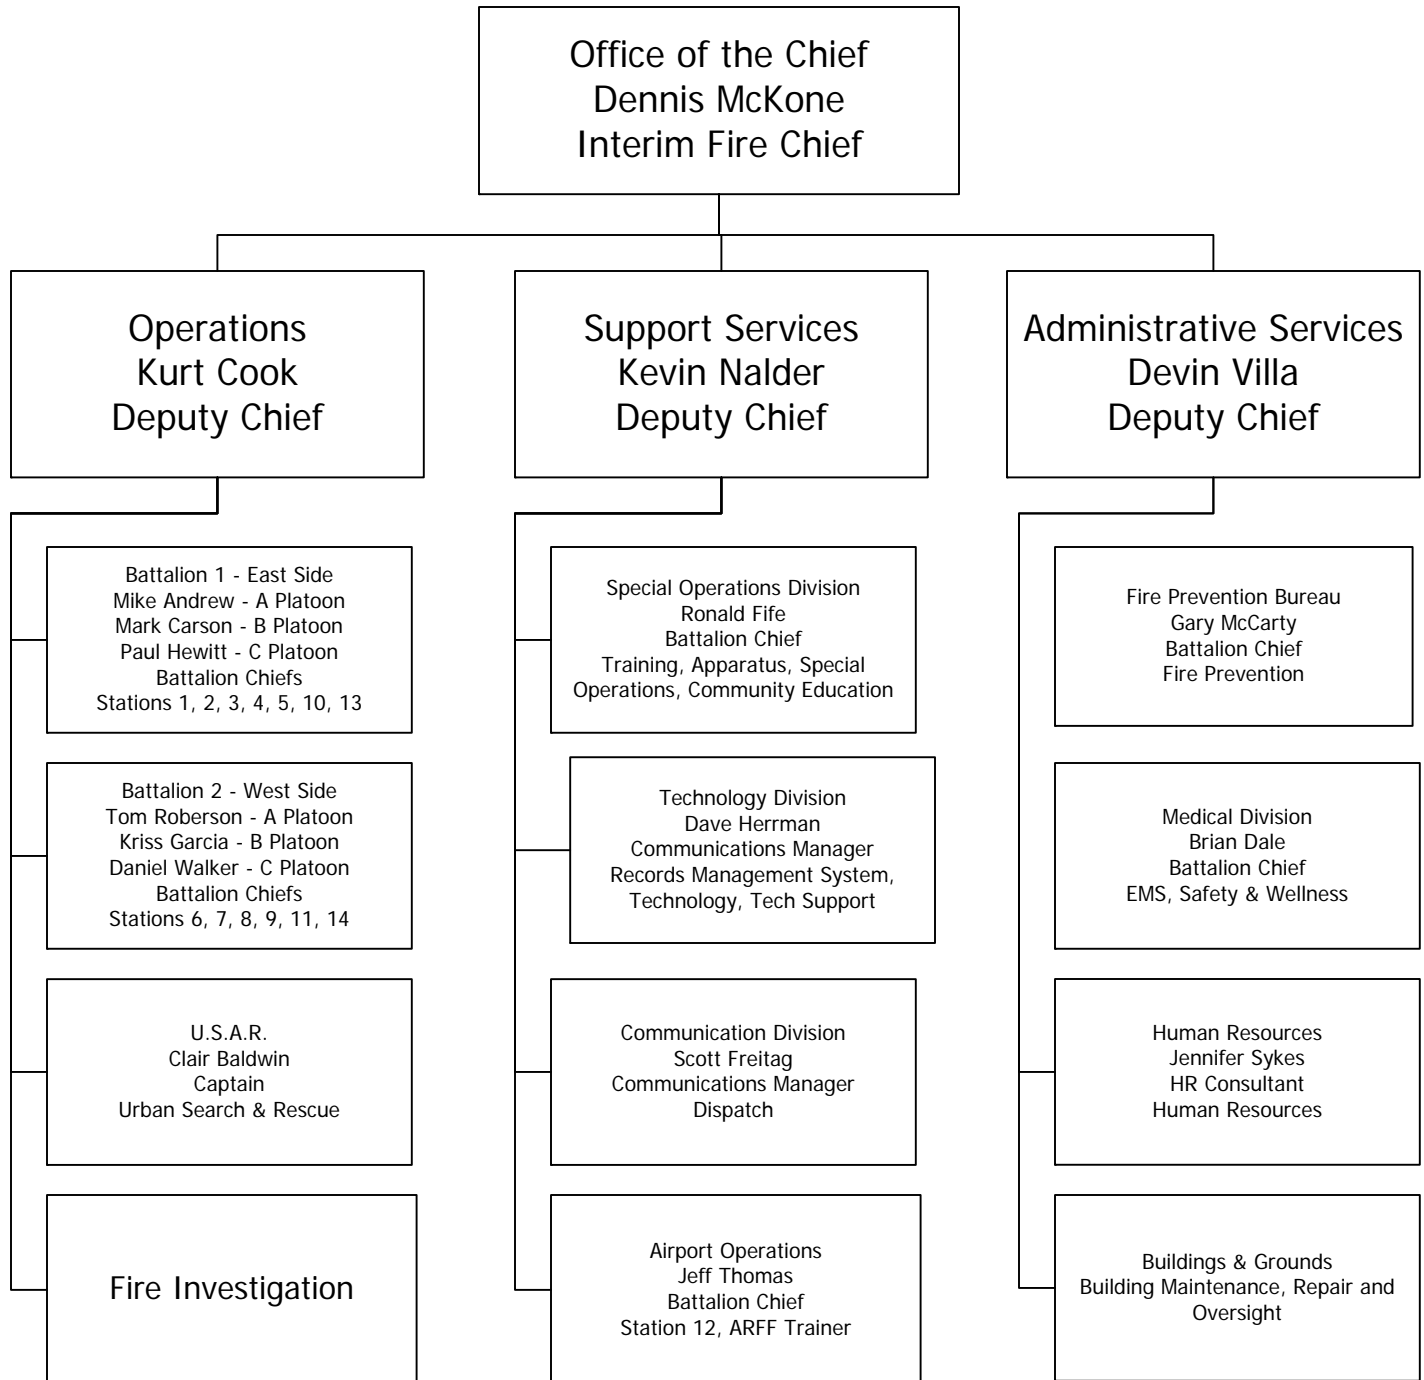 Office of the Chief
Dennis McKone
Interim Fire Chief
Operations
Kurt Cook
Deputy Chief
Support Services
Kevin Nalder
Deputy Chief
Administrative Services
Devin Villa
Deputy Chief
Battalion 1 - East Side
Mike Andrew - A Platoon
Mark Carson - B Platoon
Paul Hewitt - C Platoon
Battalion Chiefs
Stations 1, 2, 3, 4, 5, 10, 13
Battalion 2 - West Side
Tom Roberson - A Platoon
Kriss Garcia - B Platoon
Daniel Walker - C Platoon
Battalion Chiefs
Stations 6, 7, 8, 9, 11, 14
U.S.A.R.
Clair Baldwin
Captain
Urban Search & Rescue
Fire Investigation
Special Operations Division
Ronald Fife
Battalion Chief
Training, Apparatus, Special
Operations, Community Education
Technology Division
Dave Herrman
Communications Manager
Records Management System,
Technology, Tech Support
Communication Division
Scott Freitag
Communications Manager
Dispatch
Airport Operations
Jeff Thomas
Battalion Chief
Station 12, ARFF Trainer
Fire Prevention Bureau
Gary McCarty
Battalion Chief
Fire Prevention
Medical Division
Brian Dale
Battalion Chief
EMS, Safety & Wellness
Human Resources
Jennifer Sykes
HR Consultant
Human Resources
Buildings & Grounds
Building Maintenance, Repair and
Oversight